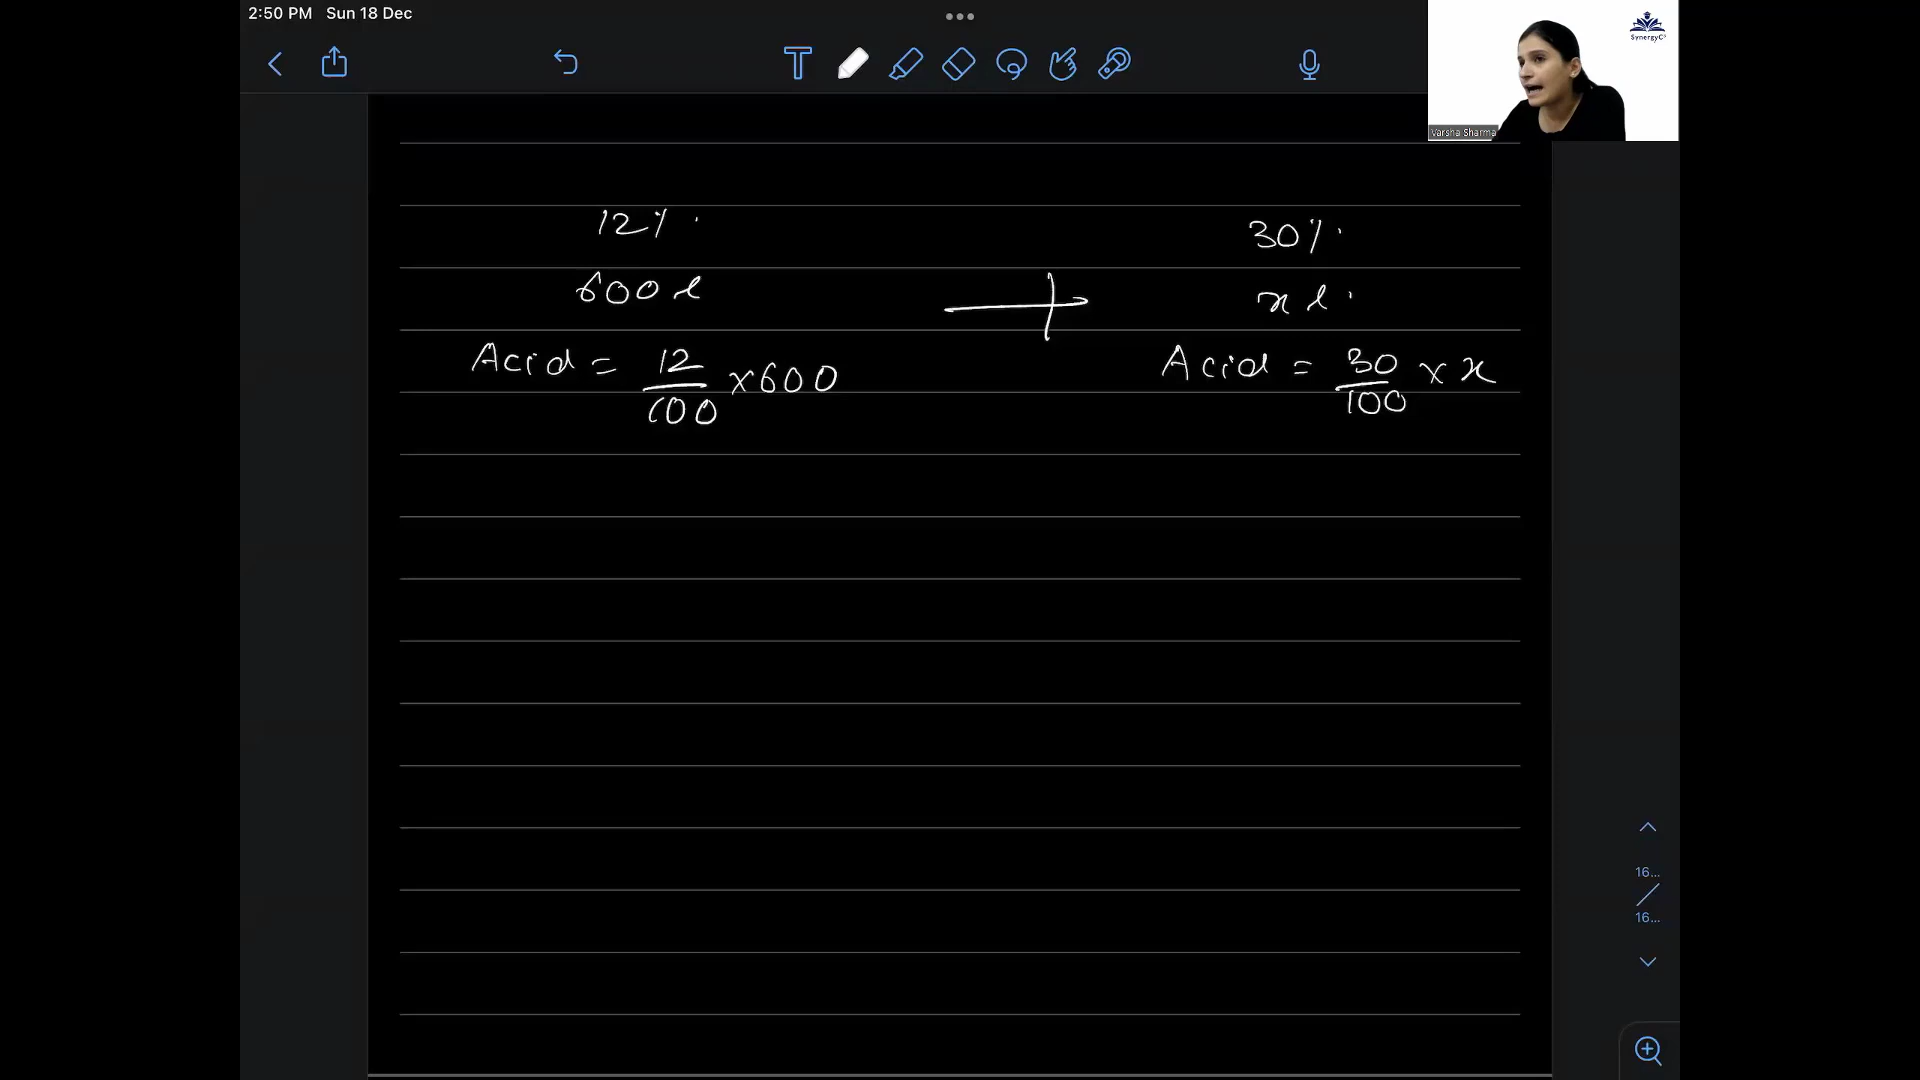 2:50 PM Sun 18 Dec
SynergyC²
Varsha Sharma
12%. 30%.
600 l + x l.
Acid = 12/100 × 600 Acid = 30/100 × x
16...
16...